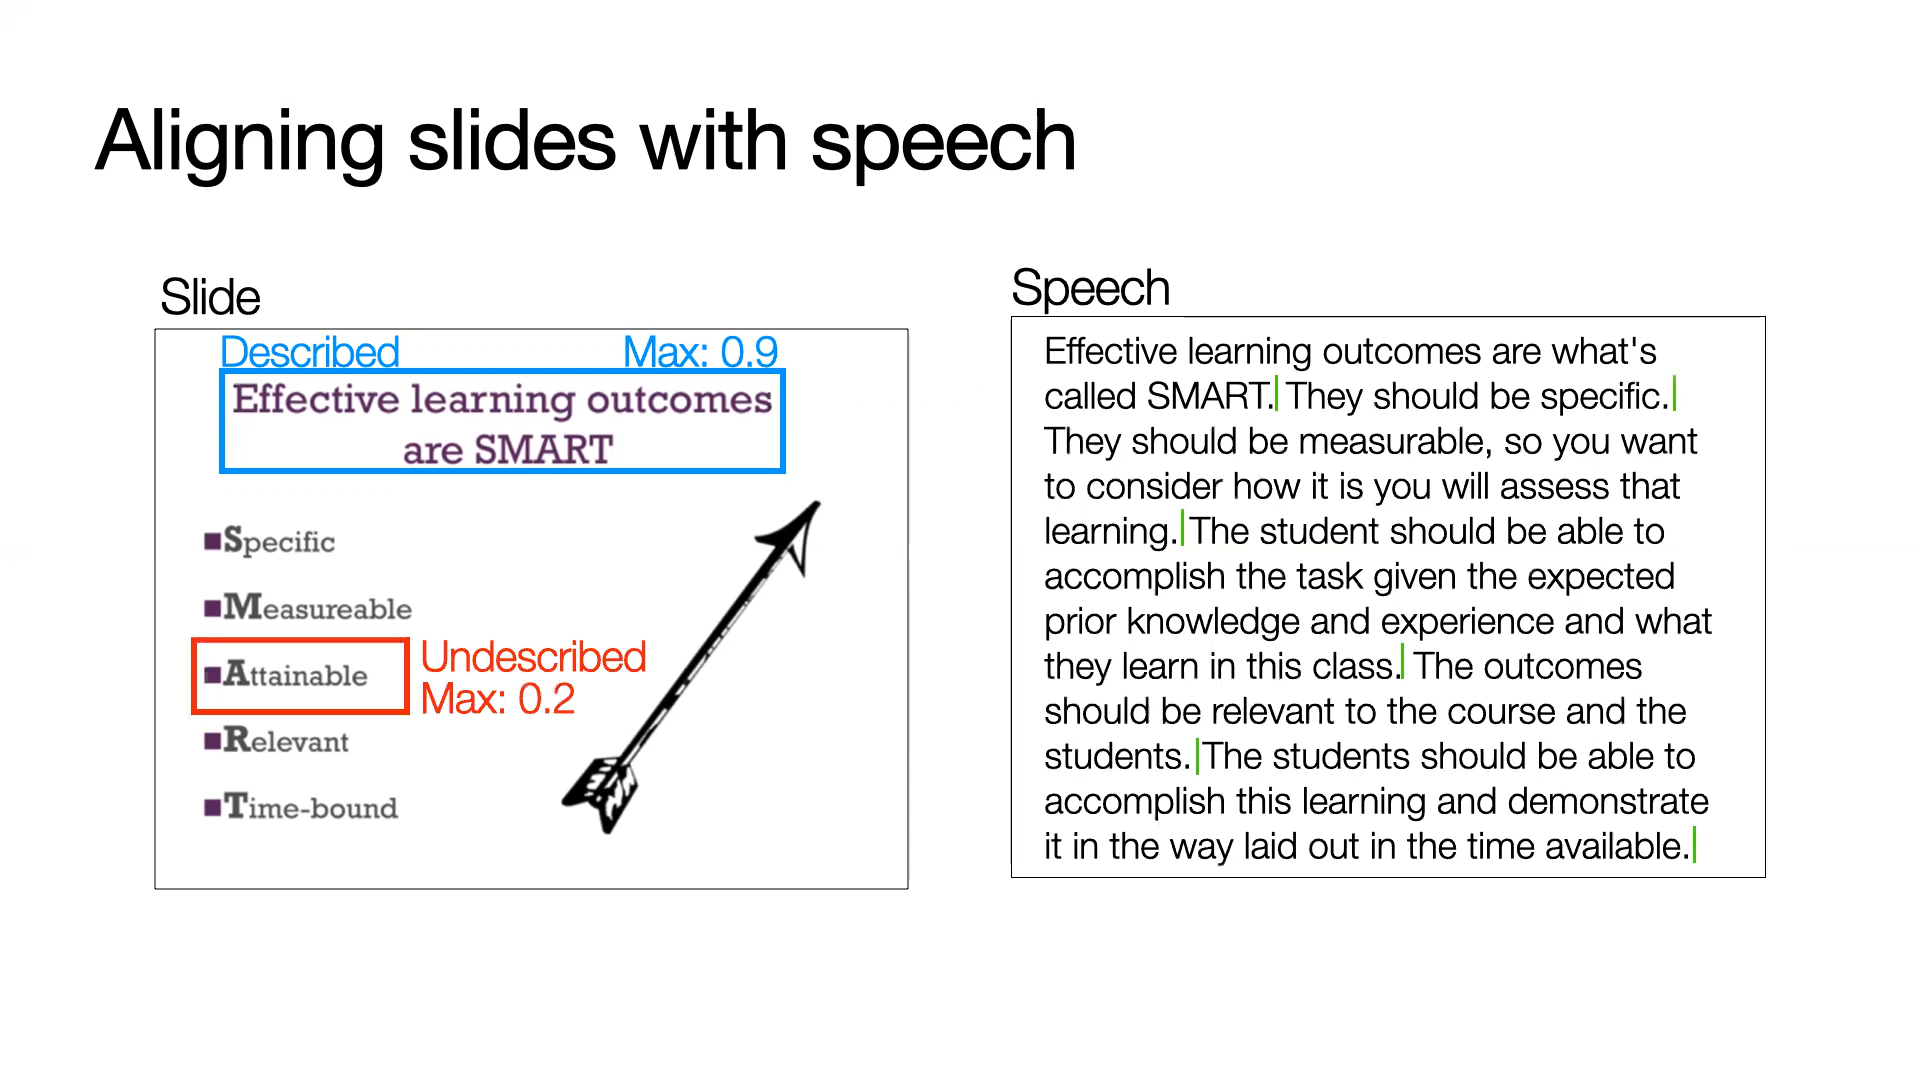 Aligning slides with speech
Slide
Described Max: 0.9
Effective learning outcomes
are SMART
Specific
Measureable
Attainable
Undescribed
Max: 0.2
Relevant
Time-bound
Speech
Effective learning outcomes are what's
called SMART. They should be specific.
They should be measurable, so you want
to consider how it is you will assess that
learning. The student should be able to
accomplish the task given the expected
prior knowledge and experience and what
they learn in this class. The outcomes
should be relevant to the course and the
students. The students should be able to
accomplish this learning and demonstrate
it in the way laid out in the time available.